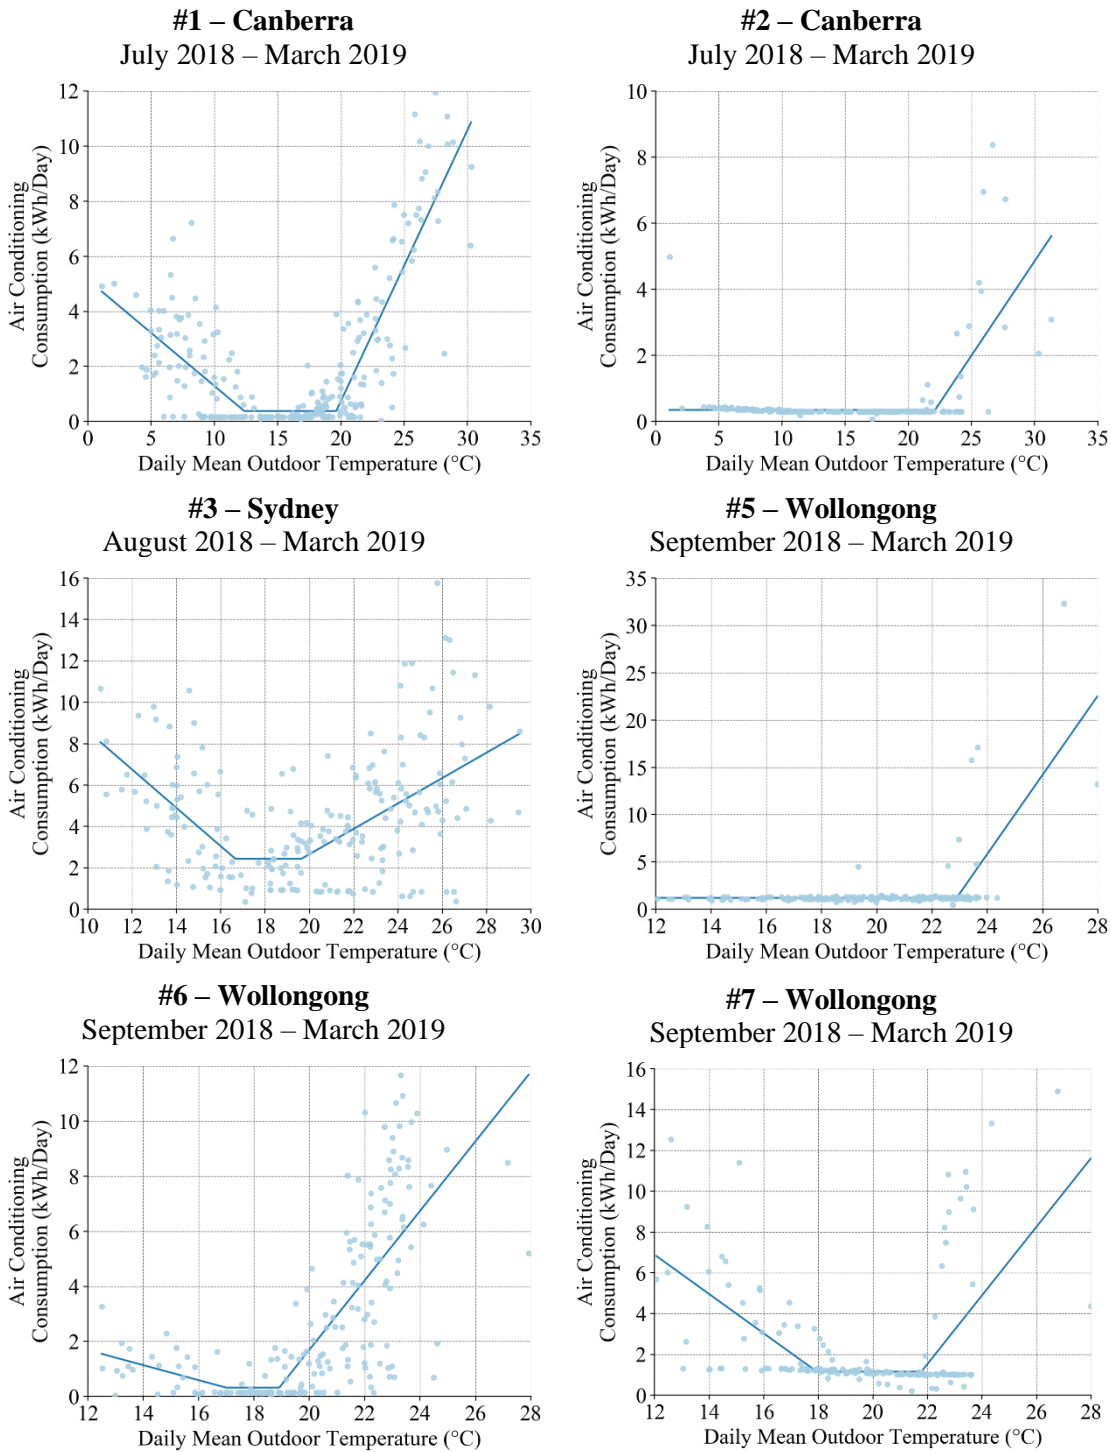 #1 – Canberra
July 2018 – March 2019
12
10
8
6
4
2
0
Air Conditioning
Consumption (kWh/Day)
0 5 10 15 20 25 30 35
Daily Mean Outdoor Temperature (°C)
#2 – Canberra
July 2018 – March 2019
10
8
6
4
2
0
Air Conditioning
Consumption (kWh/Day)
0 5 10 15 20 25 30 35
Daily Mean Outdoor Temperature (°C)
#3 – Sydney
August 2018 – March 2019
16
14
12
10
8
6
4
2
0
Air Conditioning
Consumption (kWh/Day)
10 12 14 16 18 20 22 24 26 28 30
Daily Mean Outdoor Temperature (°C)
#5 – Wollongong
September 2018 – March 2019
35
30
25
20
15
10
5
0
Air Conditioning
Consumption (kWh/Day)
12 14 16 18 20 22 24 26 28
Daily Mean Outdoor Temperature (°C)
#6 – Wollongong
September 2018 – March 2019
12
10
8
6
4
2
0
Air Conditioning
Consumption (kWh/Day)
12 14 16 18 20 22 24 26 28
Daily Mean Outdoor Temperature (°C)
#7 – Wollongong
September 2018 – March 2019
16
14
12
10
8
6
4
2
0
Air Conditioning
Consumption (kWh/Day)
12 14 16 18 20 22 24 26 28
Daily Mean Outdoor Temperature (°C)